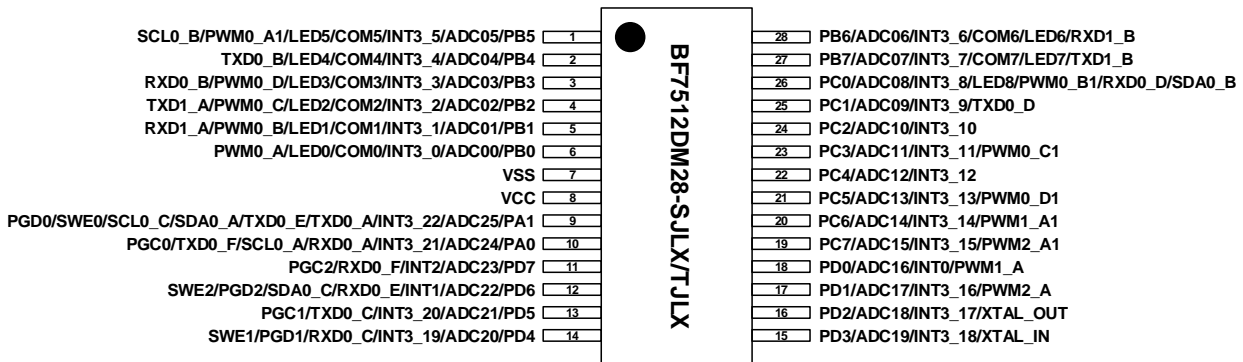 SCL0_B/PWM0_A1/LED5/COM5/INT3_5/ADC05/PB5 1
TXD0_B/LED4/COM4/INT3_4/ADC04/PB4 2
RXD0_B/PWM0_D/LED3/COM3/INT3_3/ADC03/PB3 3
TXD1_A/PWM0_C/LED2/COM2/INT3_2/ADC02/PB2 4
RXD1_A/PWM0_B/LED1/COM1/INT3_1/ADC01/PB1 5
PWM0_A/LED0/COM0/INT3_0/ADC00/PB0 6
VSS 7
VCC 8
PGD0/SWE0/SCL0_C/SDA0_A/TXD0_E/TXD0_A/INT3_22/ADC25/PA1 9
PGC0/TXD0_F/SCL0_A/RXD0_A/INT3_21/ADC24/PA0 10
PGC2/RXD0_F/INT2/ADC23/PD7 11
SWE2/PGD2/SDA0_C/RXD0_E/INT1/ADC22/PD6 12
PGC1/TXD0_C/INT3_20/ADC21/PD5 13
SWE1/PGD1/RXD0_C/INT3_19/ADC20/PD4 14
BF7512DM28-SJLX/TJLX
28 PB6/ADC06/INT3_6/COM6/LED6/RXD1_B
27 PB7/ADC07/INT3_7/COM7/LED7/TXD1_B
26 PC0/ADC08/INT3_8/LED8/PWM0_B1/RXD0_D/SDA0_B
25 PC1/ADC09/INT3_9/TXD0_D
24 PC2/ADC10/INT3_10
23 PC3/ADC11/INT3_11/PWM0_C1
22 PC4/ADC12/INT3_12
21 PC5/ADC13/INT3_13/PWM0_D1
20 PC6/ADC14/INT3_14/PWM1_A1
19 PC7/ADC15/INT3_15/PWM2_A1
18 PD0/ADC16/INT0/PWM1_A
17 PD1/ADC17/INT3_16/PWM2_A
16 PD2/ADC18/INT3_17/XTAL_OUT
15 PD3/ADC19/INT3_18/XTAL_IN